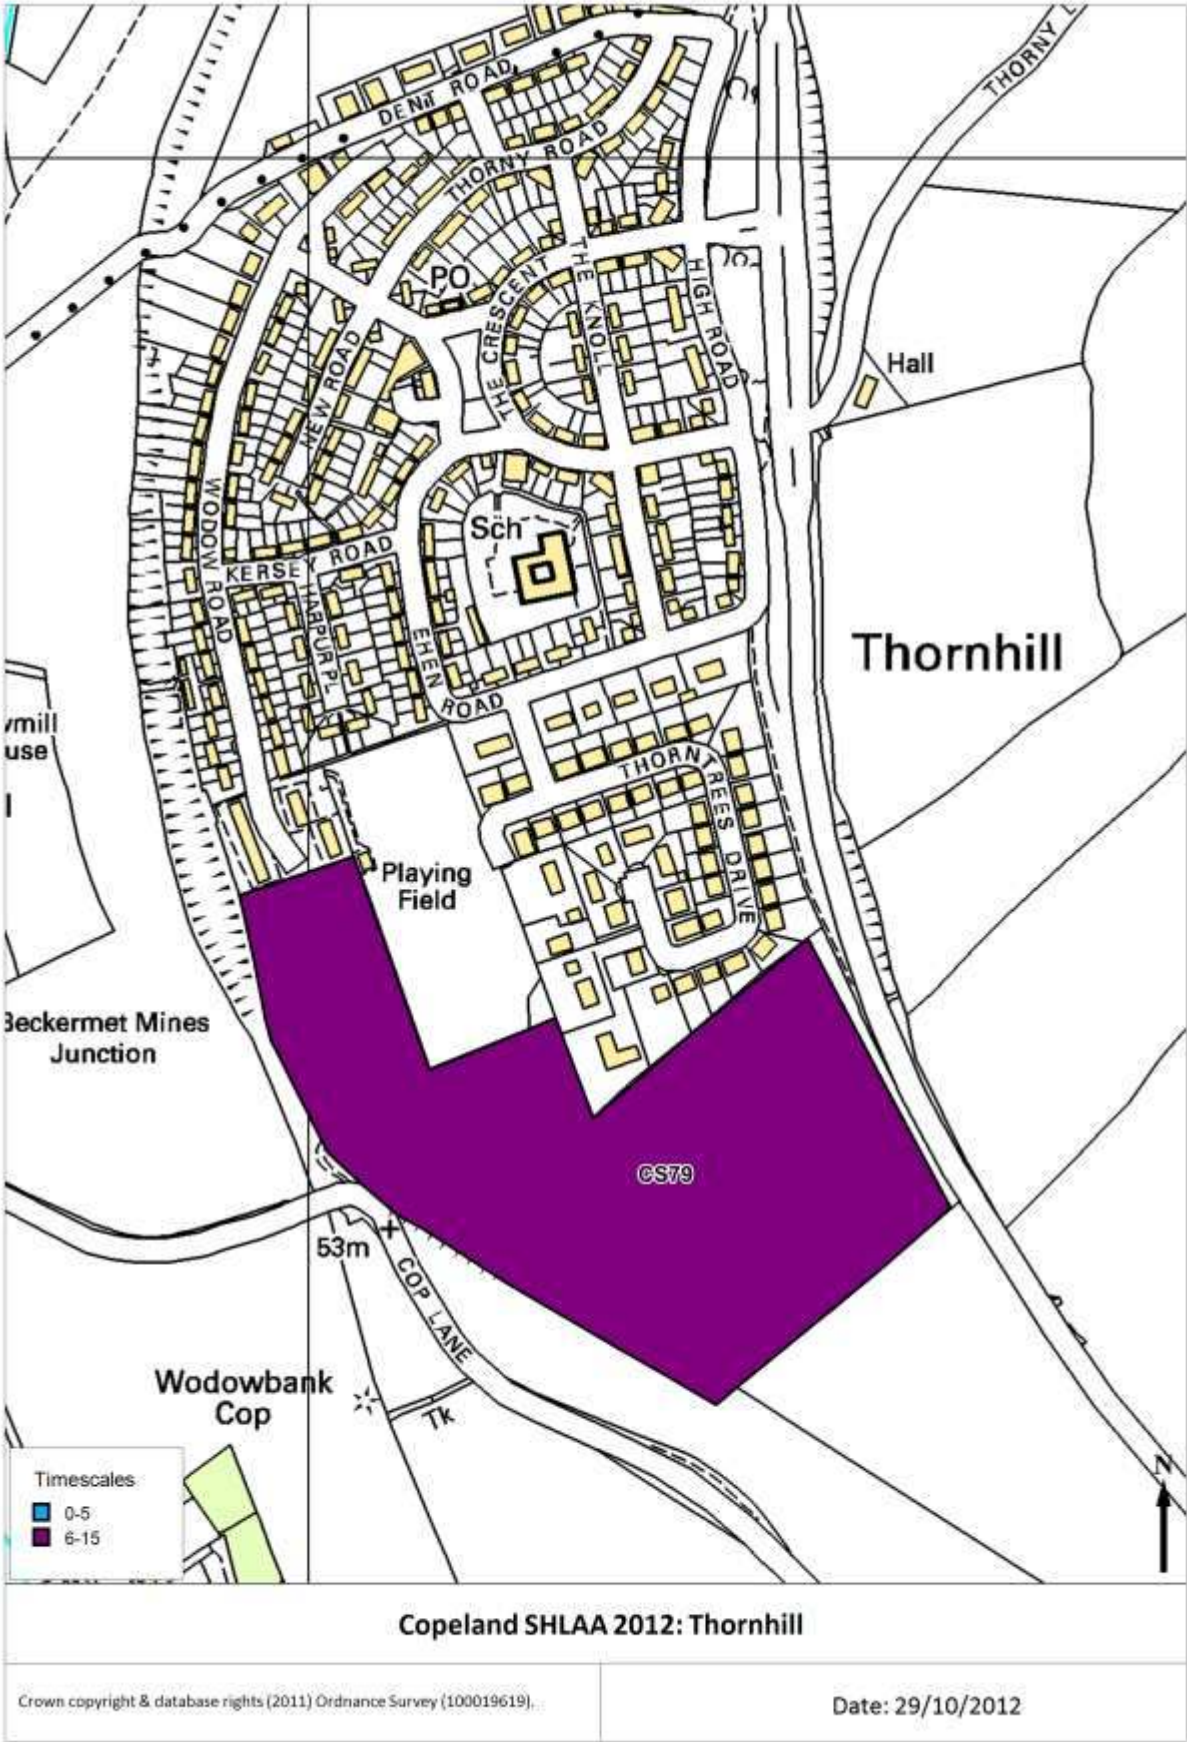 THORNY
DENT ROAD
THORNY ROAD
PO
THE CRESCENT
THE KNOLL
HIGH ROAD
NEW ROAD
Hall
WODOW ROAD
Sch
KERSEY ROAD
HARPUR PL
EHEN ROAD
Thornhill
THORNTREES DRIVE
Playing
Field
Beckermet Mines
Junction
CS79
53m
COP LANE
Wodowbank
Cop
Tk
Timescales
0-5
6-15
N
Copeland SHLAA 2012: Thornhill
Crown copyright & database rights (2011) Ordnance Survey (100019619).
Date: 29/10/2012